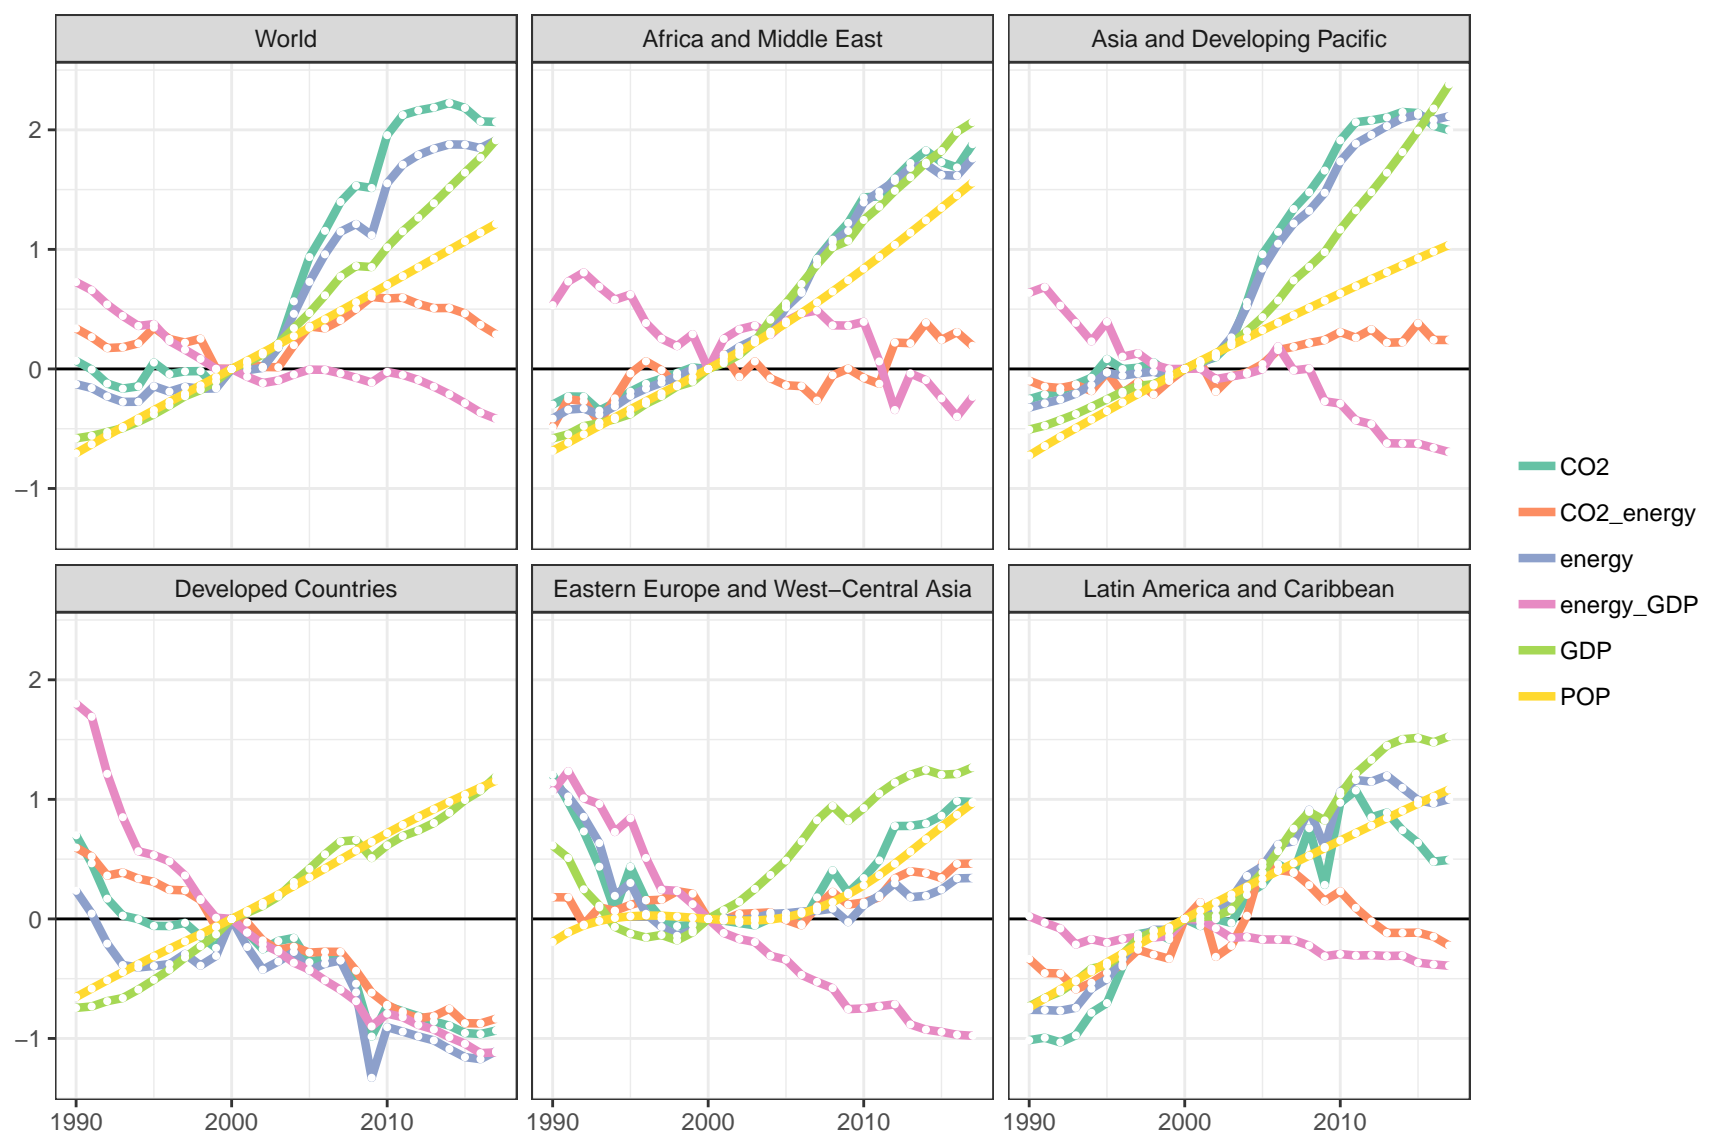 World
Africa and Middle East
Asia and Developing Pacific
2
1
0
−1
Developed Countries
Eastern Europe and West−Central Asia
Latin America and Caribbean
2
1
0
−1
1990 2000 2010
1990 2000 2010
1990 2000 2010
CO2
CO2_energy
energy
energy_GDP
GDP
POP